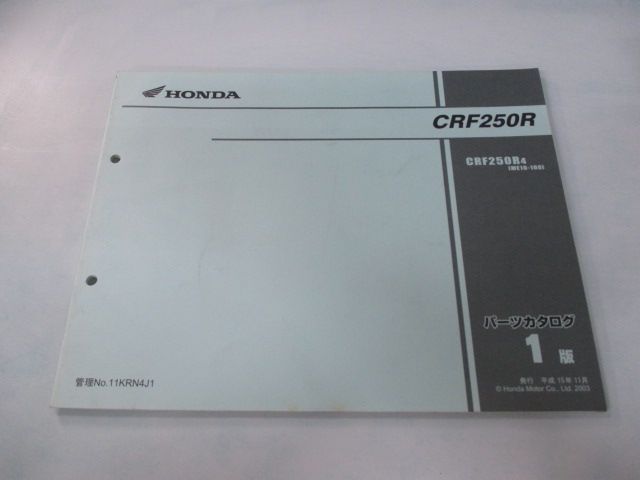 HONDA
CRF250R
CRF250R4
(ME10-100)
パーツカタログ
1版
管理No.11KRN4J1
発行 平成15年11月
© Honda Motor Co., Ltd. 2003